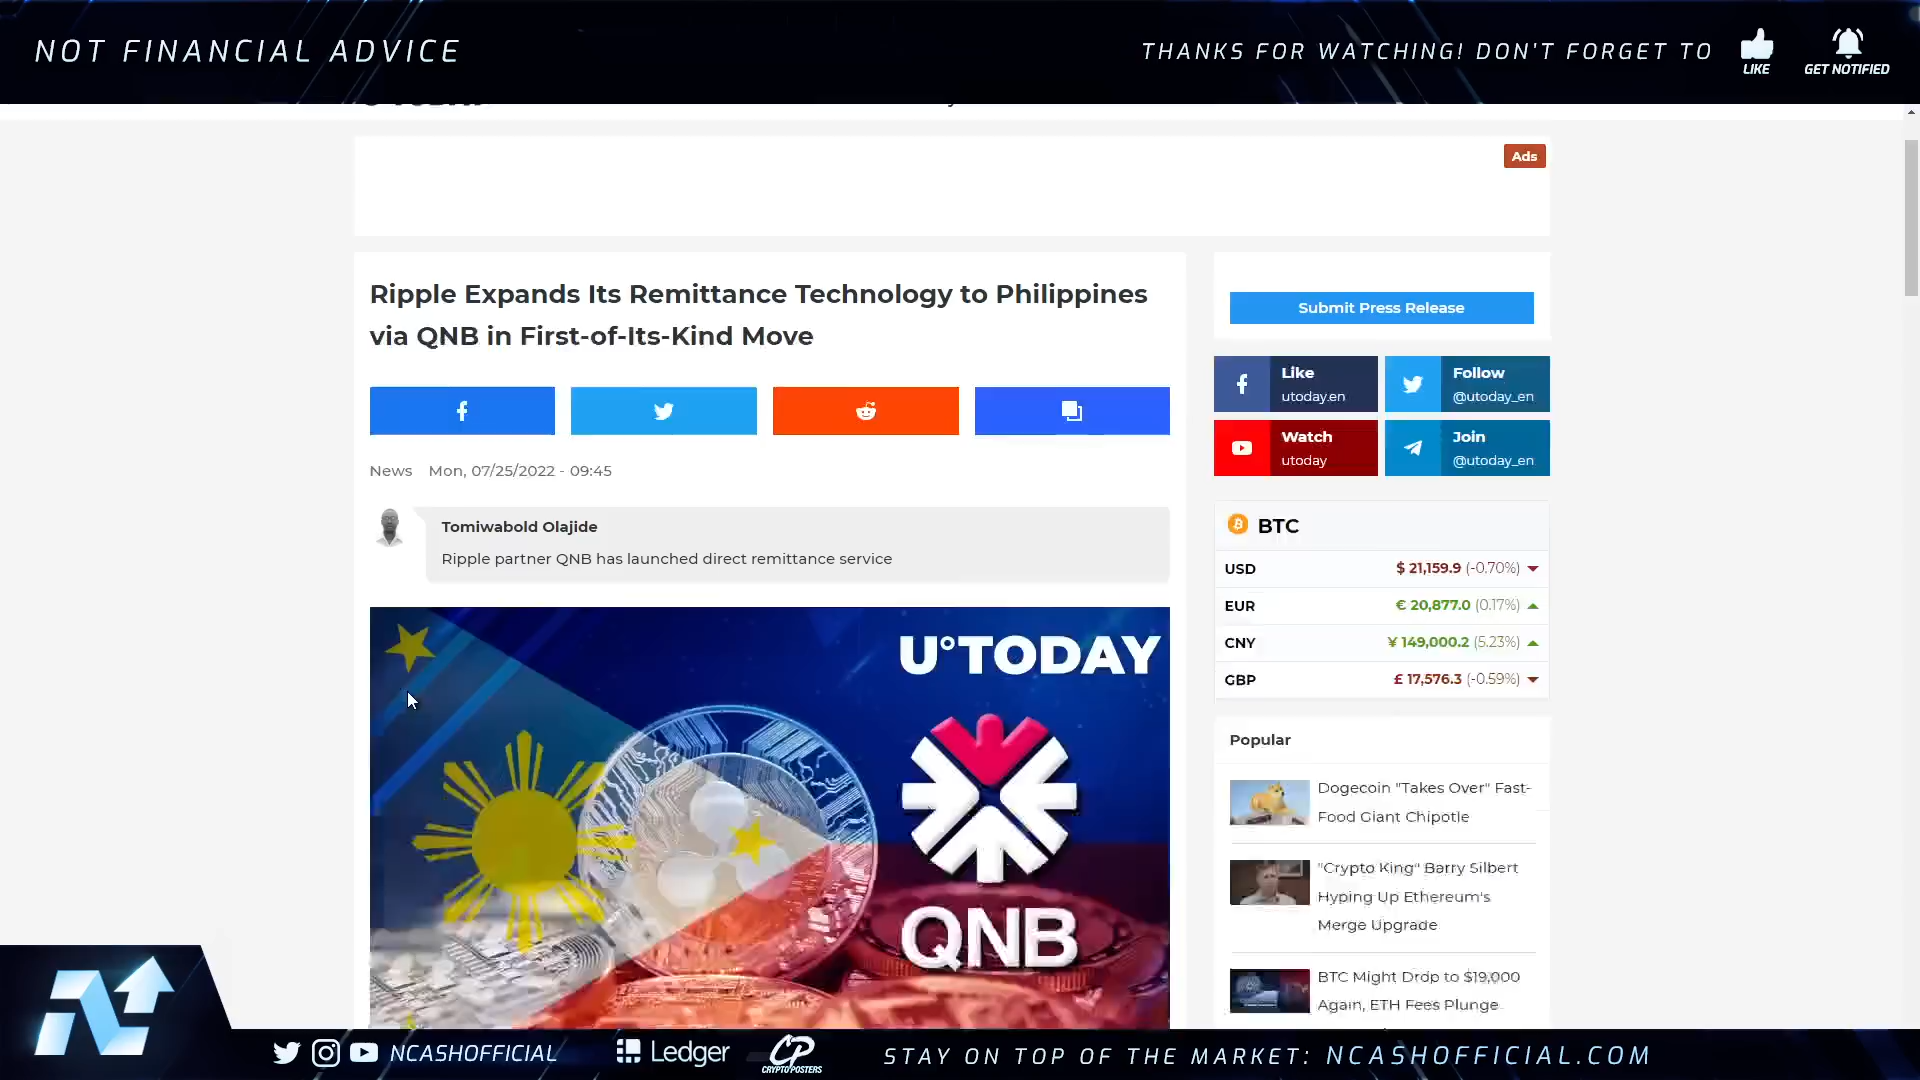 NOT FINANCIAL ADVICE
THANKS FOR WATCHING! DON'T FORGET TO
LIKE
GET NOTIFIED
Ads
Ripple Expands Its Remittance Technology to Philippines
via QNB in First-of-Its-Kind Move
News Mon, 07/25/2022 - 09:45
Tomiwabold Olajide
Ripple partner QNB has launched direct remittance service
U°TODAY
QNB
Submit Press Release
Like
utoday.en
Follow
@utoday_en
Watch
utoday
Join
@utoday_en
BTC
USD $ 21,159.9 (-0.70%)
EUR € 20,877.0 (0.17%)
CNY ¥ 149,000.2 (5.23%)
GBP £ 17,576.3 (-0.59%)
Popular
Dogecoin "Takes Over" Fast-
Food Giant Chipotle
"Crypto King" Barry Silbert
Hyping Up Ethereum's
Merge Upgrade
BTC Might Drop to $19,000
Again, ETH Fees Plunge
NCASHOFFICIAL
Ledger
CP
CRYPTOPOSTERS
STAY ON TOP OF THE MARKET: NCASHOFFICIAL.COM